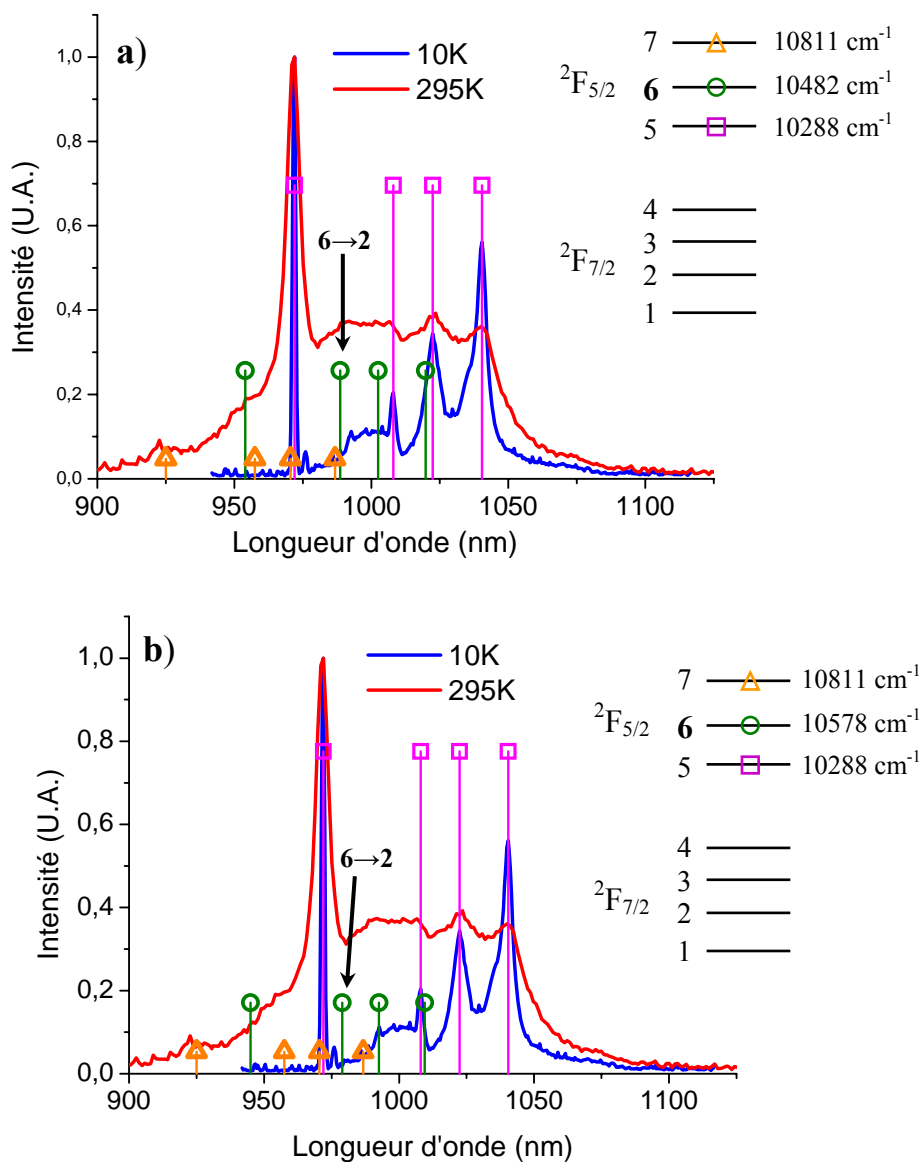 a)
10K
295K
7 10811 cm⁻¹
²F5/2 6 10482 cm⁻¹
5 10288 cm⁻¹
4
3
²F7/2 2
1
6→2
Intensité (U.A.)
1,0
0,8
0,6
0,4
0,2
0,0
900 950 1000 1050 1100
Longueur d'onde (nm)
b)
10K
295K
7 10811 cm⁻¹
²F5/2 6 10578 cm⁻¹
5 10288 cm⁻¹
4
3
²F7/2 2
1
6→2
Intensité (U.A.)
1,0
0,8
0,6
0,4
0,2
0,0
900 950 1000 1050 1100
Longueur d'onde (nm)